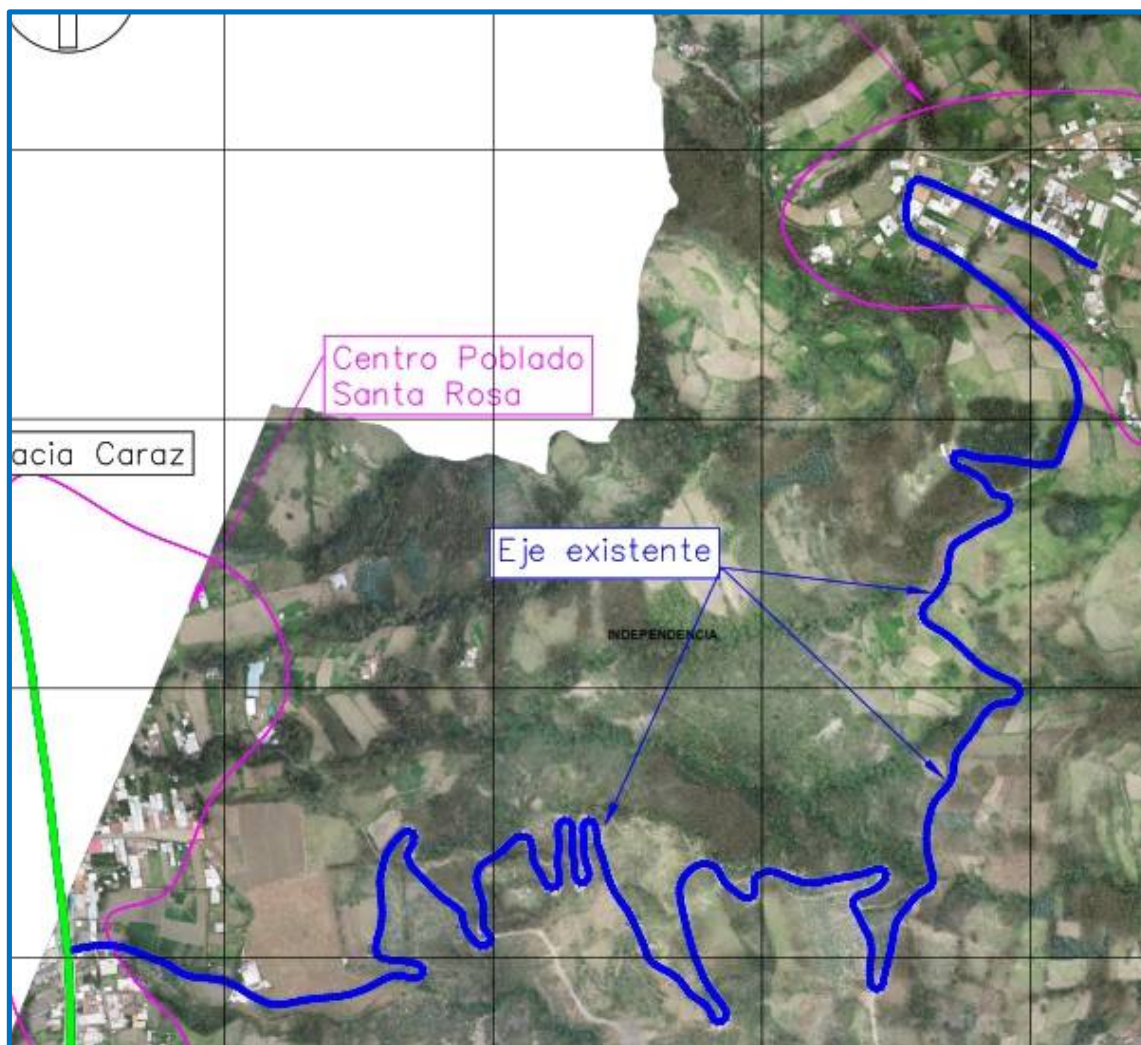 Centro Poblado
Santa Rosa
acia Caraz
Eje existente
INDEPENDENCIA